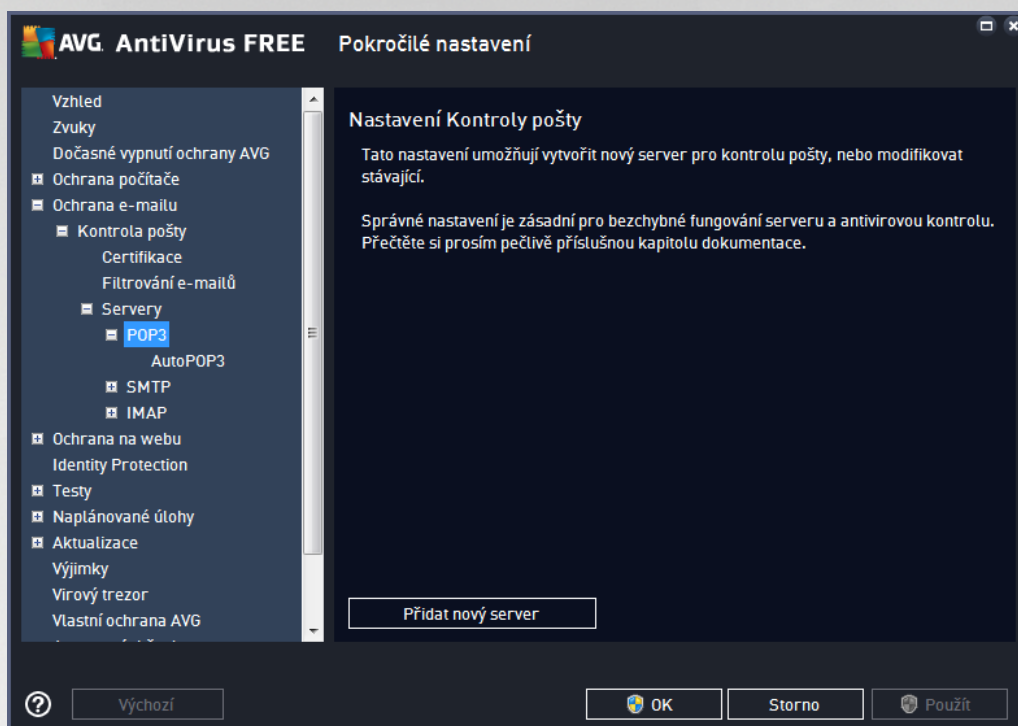 AVG. AntiVirus FREE Pokročilé nastavení
Vzhled
Zvuky
Dočasné vypnutí ochrany AVG
Ochrana počítače
Ochrana e-mailu
Kontrola pošty
Certifikace
Filtrování e-mailů
Servery
POP3
AutoPOP3
SMTP
IMAP
Ochrana na webu
Identity Protection
Testy
Naplánované úlohy
Aktualizace
Výjimky
Virový trezor
Vlastní ochrana AVG
Nastavení Kontroly pošty
Tato nastavení umožňují vytvořit nový server pro kontrolu pošty, nebo modifikovat
stávající.
Správné nastavení je zásadní pro bezchybné fungování serveru a antivirovou kontrolu.
Přečtěte si prosím pečlivě příslušnou kapitolu dokumentace.
Přidat nový server
Výchozí
OK
Storno
Použít